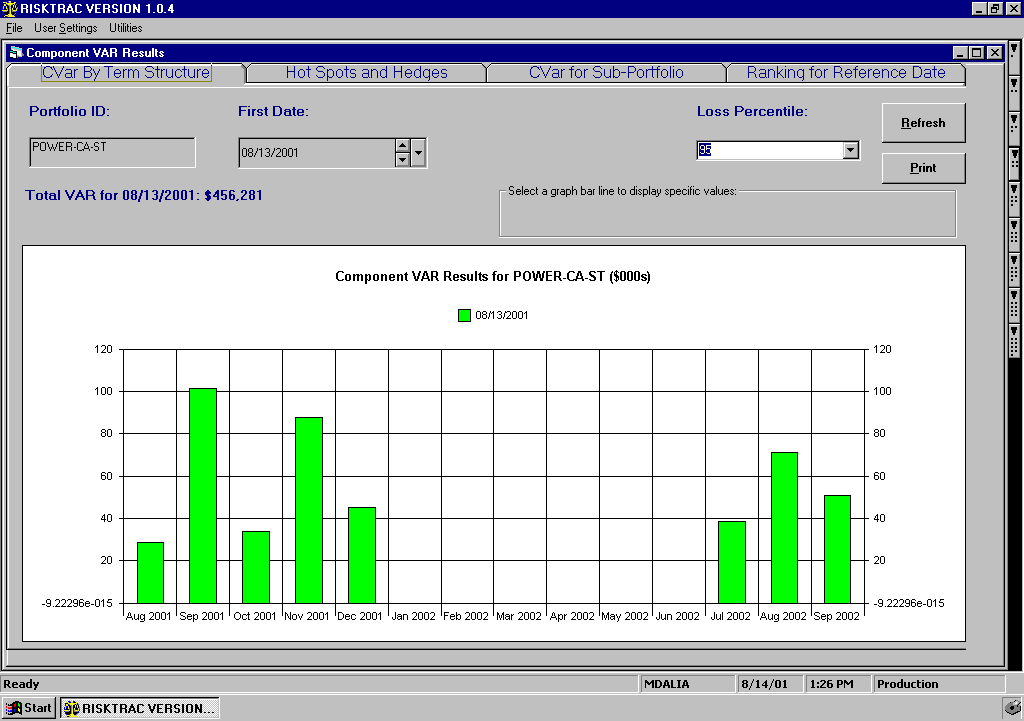 RISKTRAC VERSION 1.0.4
File User Settings Utilities
Component VAR Results
CVar By Term Structure Hot Spots and Hedges CVar for Sub-Portfolio Ranking for Reference Date
Portfolio ID: First Date: Loss Percentile:
Refresh
POWER-CA-ST 08/13/2001 95
Print
Total VAR for 08/13/2001: $456,281
Select a graph bar line to display specific values:
Component VAR Results for POWER-CA-ST ($000s)
08/13/2001
120 120
100 100
80 80
60 60
40 40
20 20
-9.22296e-015 -9.22296e-015
Aug 2001 Sep 2001 Oct 2001 Nov 2001 Dec 2001 Jan 2002 Feb 2002 Mar 2002 Apr 2002 May 2002 Jun 2002 Jul 2002 Aug 2002 Sep 2002
Ready MDALIA 8/14/01 1:26 PM Production
Start RISKTRAC VERSION...